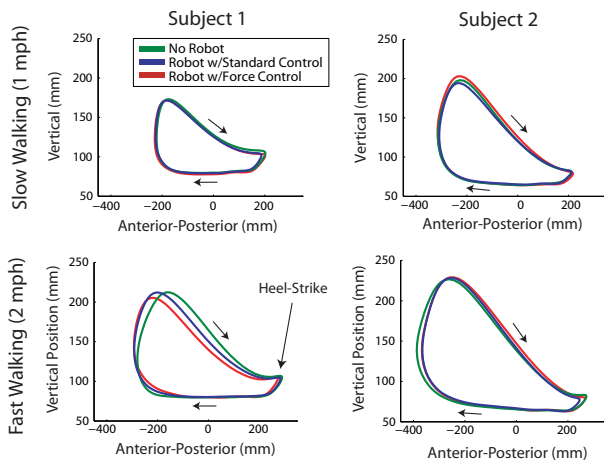 Subject 1
Subject 2
Slow Walking (1 mph)
Vertical (mm)
250
200
150
100
50
No Robot
Robot w/Standard Control
Robot w/Force Control
−400
−200
0
200
Anterior-Posterior (mm)
Vertical (mm)
250
200
150
100
50
−400
−200
0
200
Anterior-Posterior (mm)
Fast Walking (2 mph)
Vertical Position (mm)
250
200
150
100
50
Heel-Strike
−400
−200
0
200
Anterior-Posterior (mm)
Vertical Position (mm)
250
200
150
100
50
−400
−200
0
200
Anterior-Posterior (mm)